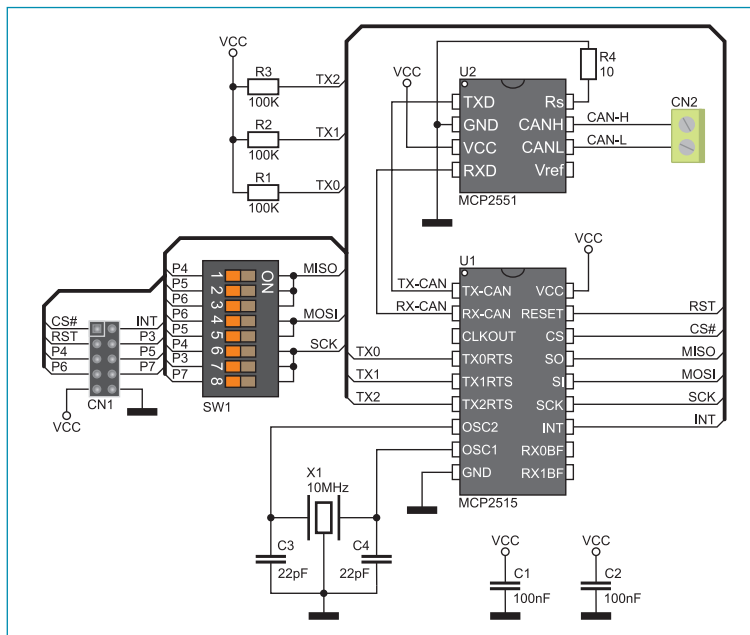 VCC
R3
100K
TX2
R2
100K
TX1
R1
100K
TX0
R4
10
VCC
U2
TXD
GND
VCC
RXD
Rs
CANH
CANL
Vref
MCP2551
CAN-H
CAN-L
CN2
P4
P5
P6
P6
P5
P4
P3
P7
1
2
3
4
5
6
7
8
ON
SW1
MISO
MOSI
SCK
CS#
RST
P4
P6
INT
P3
P5
P7
VCC
CN1
U1
TX-CAN
RX-CAN
TX0
TX1
TX2
TX-CAN
RX-CAN
CLKOUT
TX0RTS
TX1RTS
TX2RTS
OSC2
OSC1
GND
VCC
RESET
CS
SO
SI
SCK
INT
RX0BF
RX1BF
MCP2515
VCC
RST
CS#
MISO
MOSI
SCK
INT
X1
10MHz
C3
22pF
C4
22pF
VCC
C1
100nF
VCC
C2
100nF